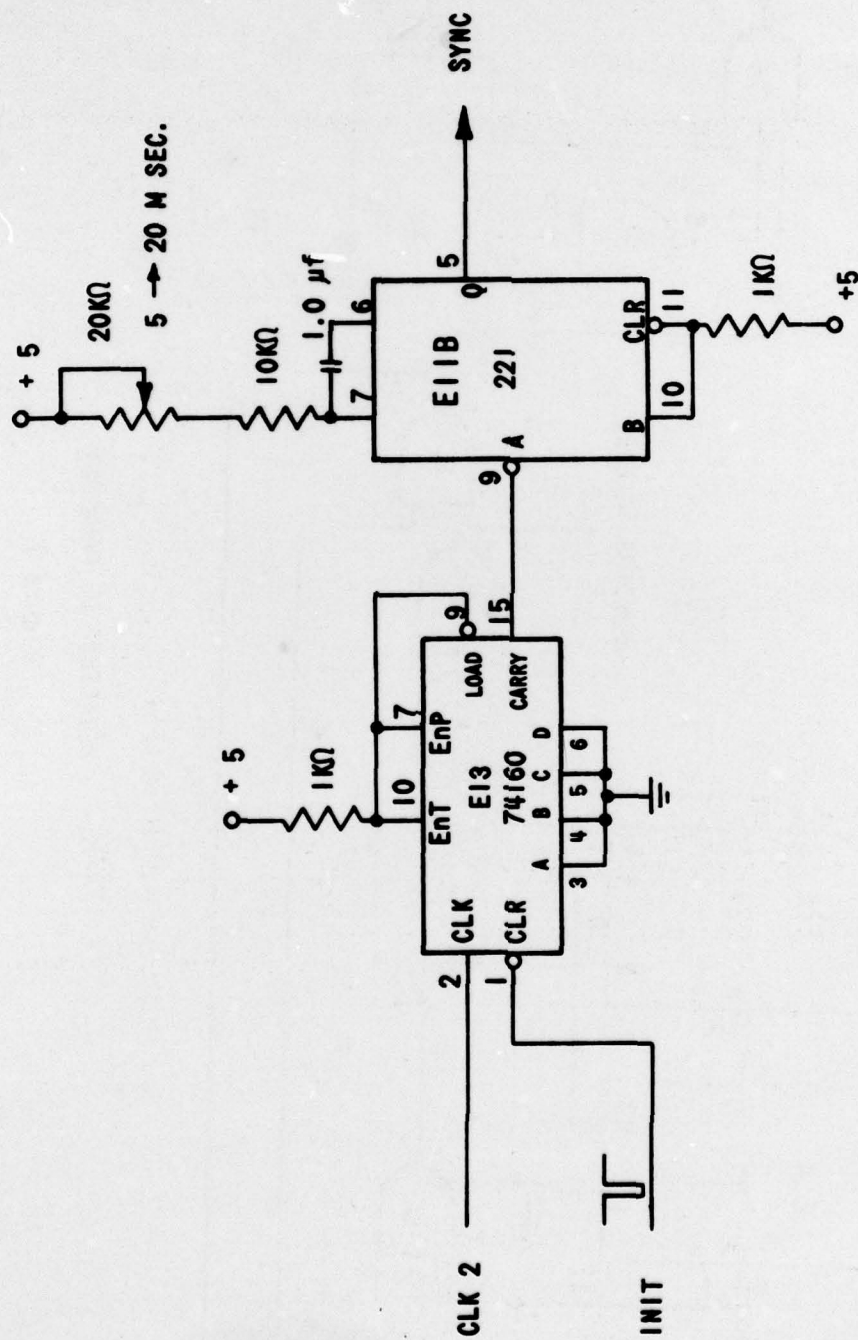 + 5
20KΩ
5 → 20 M SEC.
10KΩ
1.0 µf
7
6
E11B
221
9
A
Q
5
SYNC
B
CLR
10
11
1KΩ
+5
+ 5
1KΩ
10
7
EnT
EnP
9
LOAD
CLK
E13
74160
CLR
CARRY
15
A
B
C
D
3
4
5
6
2
1
CLK 2
INIT